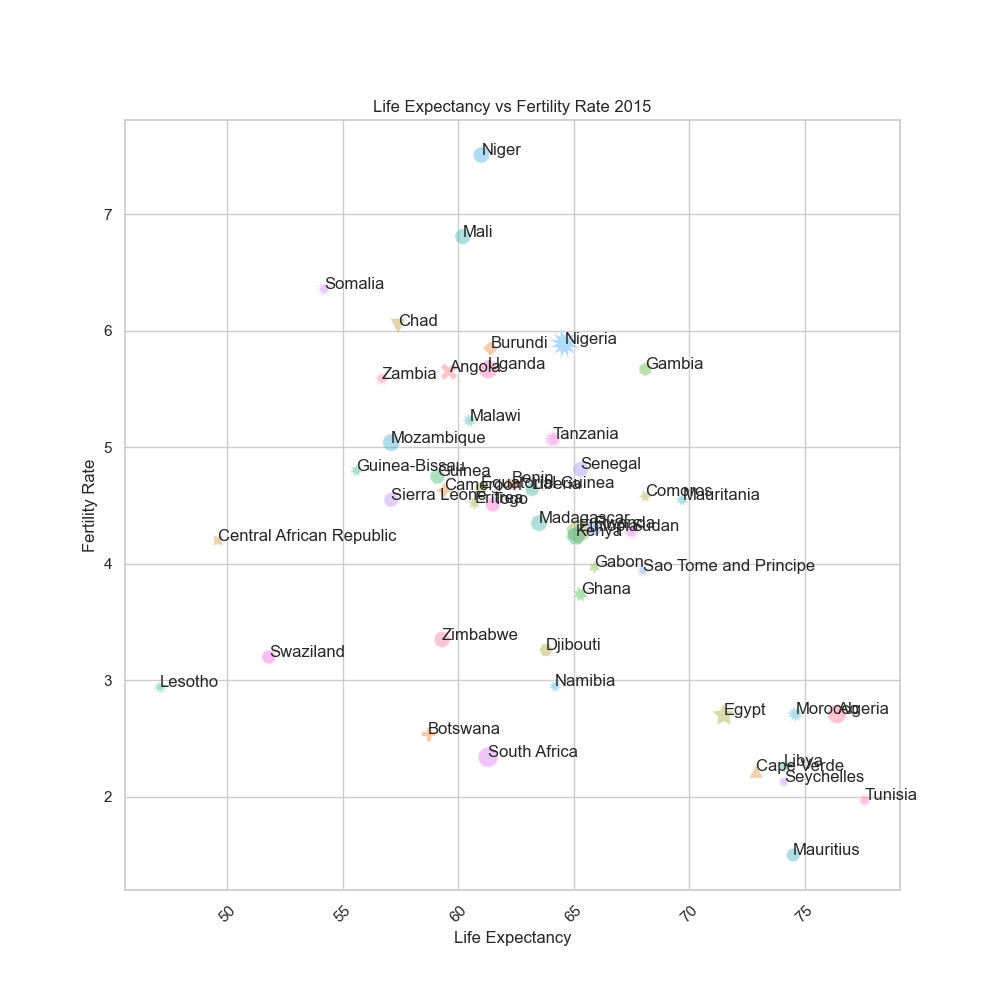 Life Expectancy vs Fertility Rate 2015
Niger
7
Mali
Somalia
Chad
6
Nigeria
Burundi
Uganda
Gambia
Angola
Zambia
Malawi
Tanzania
Mozambique
5
Senegal
Guinea-Bissau
Guinea
Benin
Equatorial Guinea
Liberia
Cameroon
Comoros
Mauritania
Sierra Leone
Eritrea
Togo
Madagascar
Rwanda
Ethiopia
Sudan
Kenya
Central African Republic
4
Gabon
Sao Tome and Principe
Ghana
Zimbabwe
Djibouti
Swaziland
3
Lesotho
Namibia
Egypt
Morocco
Algeria
Botswana
South Africa
Libya
Cape Verde
Seychelles
2
Tunisia
Mauritius
Fertility Rate
50
55
60
65
70
75
Life Expectancy